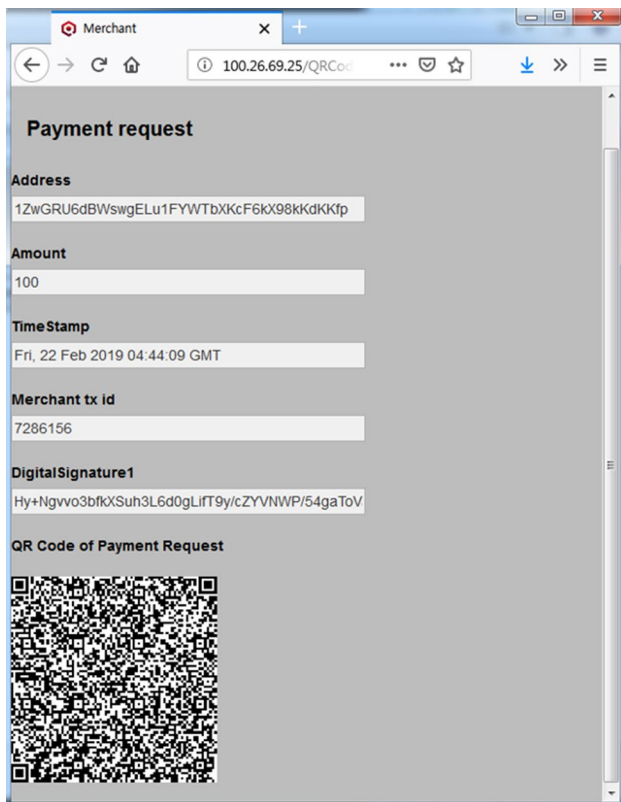 Merchant
100.26.69.25/QRCod
Payment request
Address
1ZwGRU6dBWswgELu1FYWTbXKcF6kX98kKdKKfp
Amount
100
TimeStamp
Fri, 22 Feb 2019 04:44:09 GMT
Merchant tx id
7286156
DigitalSignature1
Hy+Ngvvo3bfkXSuh3L6d0gLifT9y/cZYVNWP/54gaToV
QR Code of Payment Request